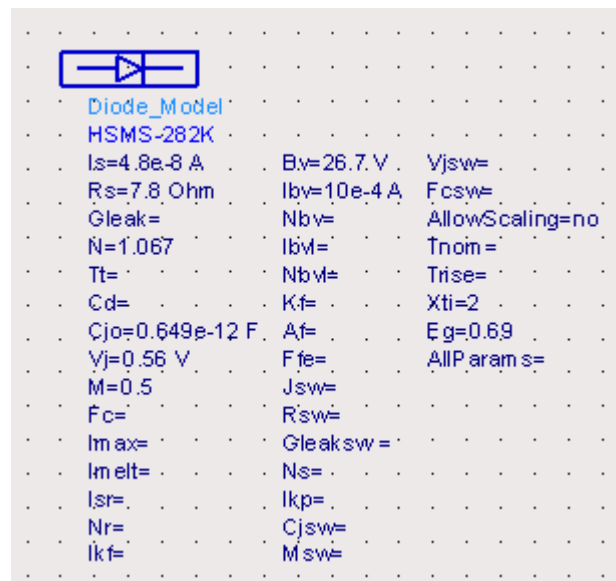 Diode_Model
HSMS-282K
Is=4.8e-8 A
Rs=7.8 Ohm
Gleak=
N=1.067
Tt=
Cd=
Cjo=0.649e-12 F
Vj=0.56 V
M=0.5
Fc=
Imax=
Imelt=
Isr=
Nr=
Ikf=
Bv=26.7 V
Ibv=10e-4 A
Nbv=
Ibvl=
Nbvl=
Kf=
Af=
Ffe=
Jsw=
Rsw=
Gleaksw=
Ns=
Ikp=
Cjsw=
Msw=
Vjsw=
Fcsw=
AllowScaling=no
Tnom=
Trise=
Xti=2
Eg=0.69
AllParams=